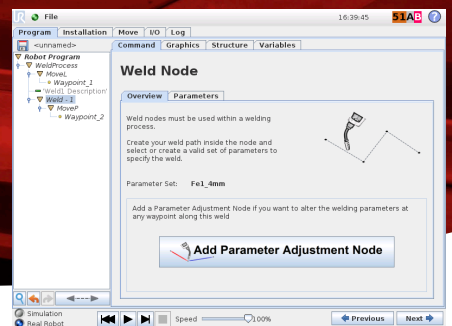 File
16:39:45
51AB
?
Program Installation Move I/O Log
<unnamed>
Command Graphics Structure Variables
Robot Program
WeldProcess
MoveL
Waypoint_1
'Weld1 Description'
Weld - 1
MoveP
Waypoint_2
Weld Node
Overview Parameters
Weld nodes must be used within a welding
process.
Create your weld path inside the node and
select or create a valid set of parameters to
specify the weld.
Parameter Set: Fe1_4mm
Add a Parameter Adjustment Node if you want to alter the welding parameters at
any waypoint along this weld
Add Parameter Adjustment Node
Simulation
Real Robot
Speed 100%
Previous
Next